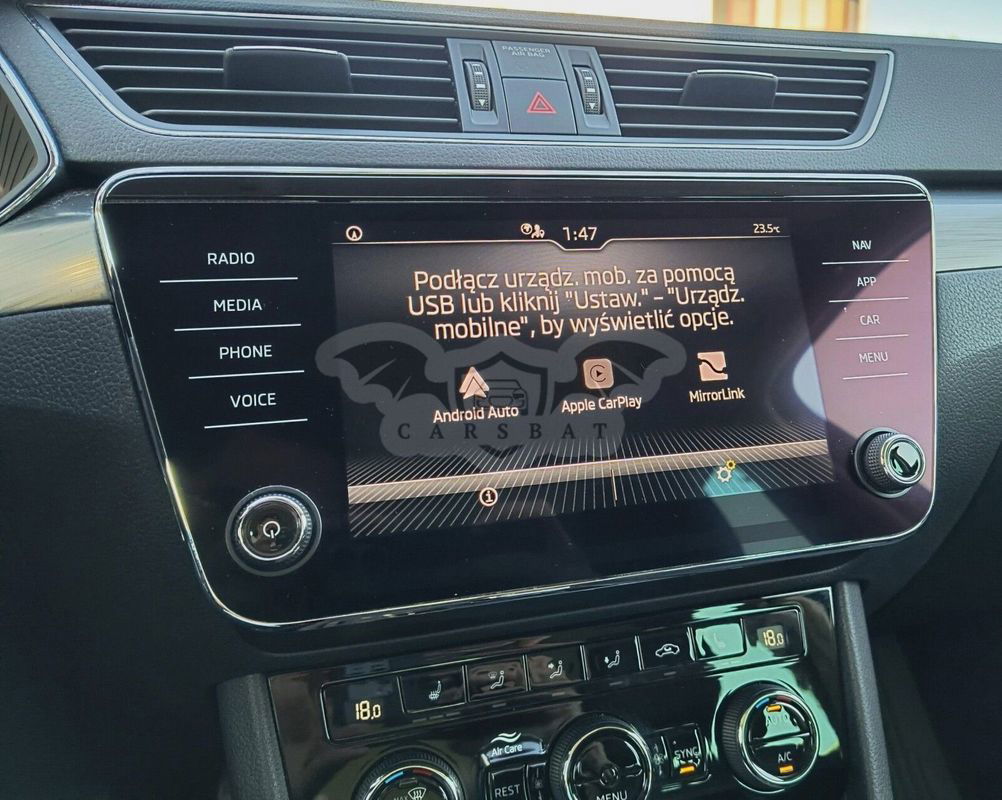 PASSENGER
AIR BAG
RADIO
MEDIA
PHONE
VOICE
1:47
23.5°C
Podłącz urządz. mob. za pomocą
USB lub kliknij "Ustaw." - "Urządz.
mobilne", by wyświetlić opcje.
Android Auto
Apple CarPlay
MirrorLink
CARSBAT
NAV
APP
CAR
MENU
18.0
18.0
Air Care
REST
MENU
SYNC
AUTO
A/C
MAX